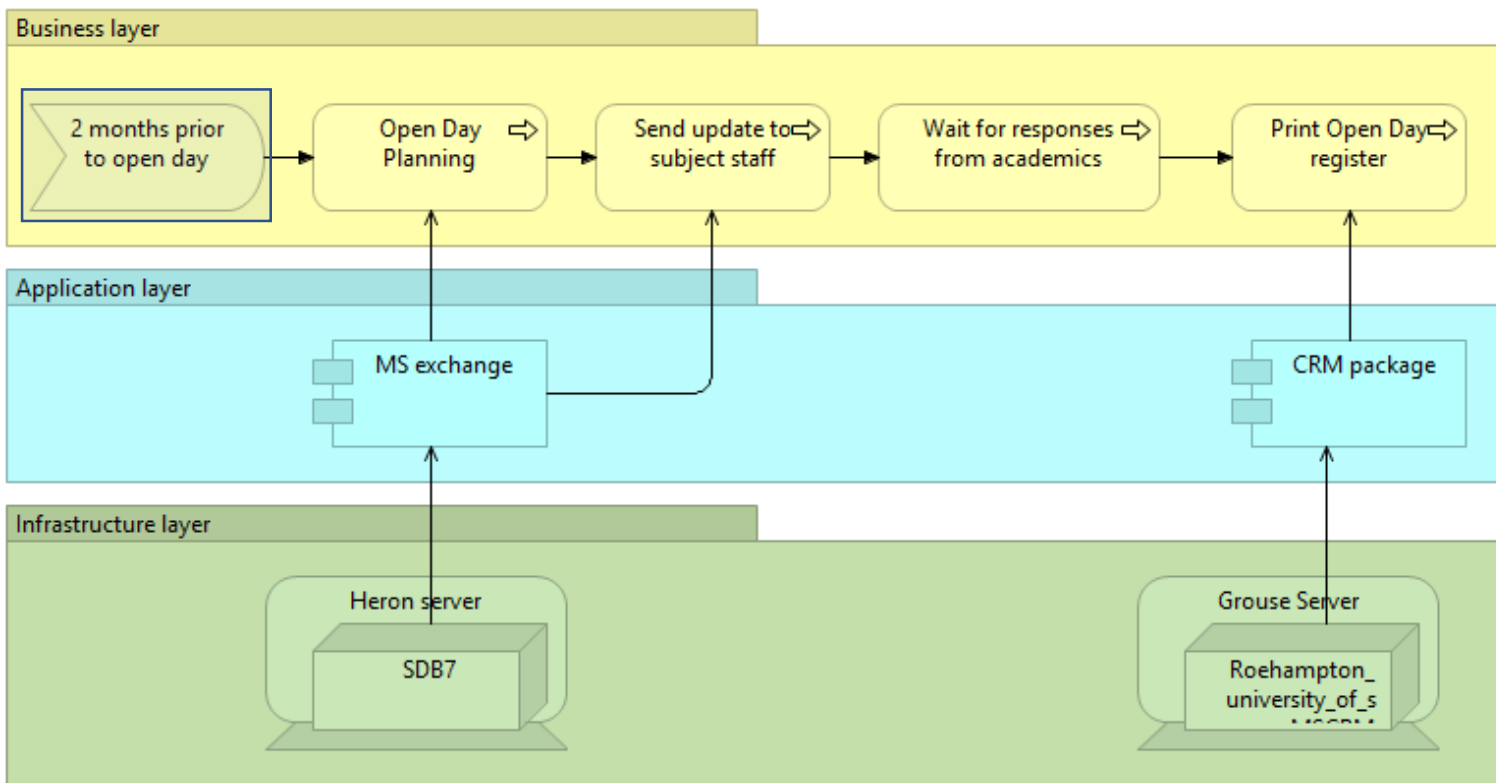 Business layer
2 months prior
to open day
Open Day
Planning
Send update to
subject staff
Wait for responses
from academics
Print Open Day
register
Application layer
MS exchange
CRM package
Infrastructure layer
Heron server
SDB7
Grouse Server
Roehampton_
university_of_s